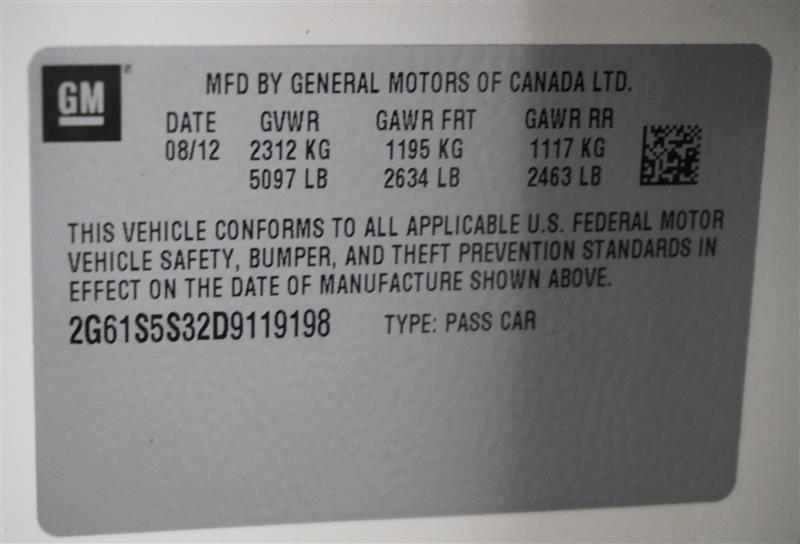 GM
MFD BY GENERAL MOTORS OF CANADA LTD.
DATE GVWR GAWR FRT GAWR RR
08/12 2312 KG 1195 KG 1117 KG
5097 LB 2634 LB 2463 LB
THIS VEHICLE CONFORMS TO ALL APPLICABLE U.S. FEDERAL MOTOR
VEHICLE SAFETY, BUMPER, AND THEFT PREVENTION STANDARDS IN
EFFECT ON THE DATE OF MANUFACTURE SHOWN ABOVE.
2G61S5S32D9119198 TYPE: PASS CAR